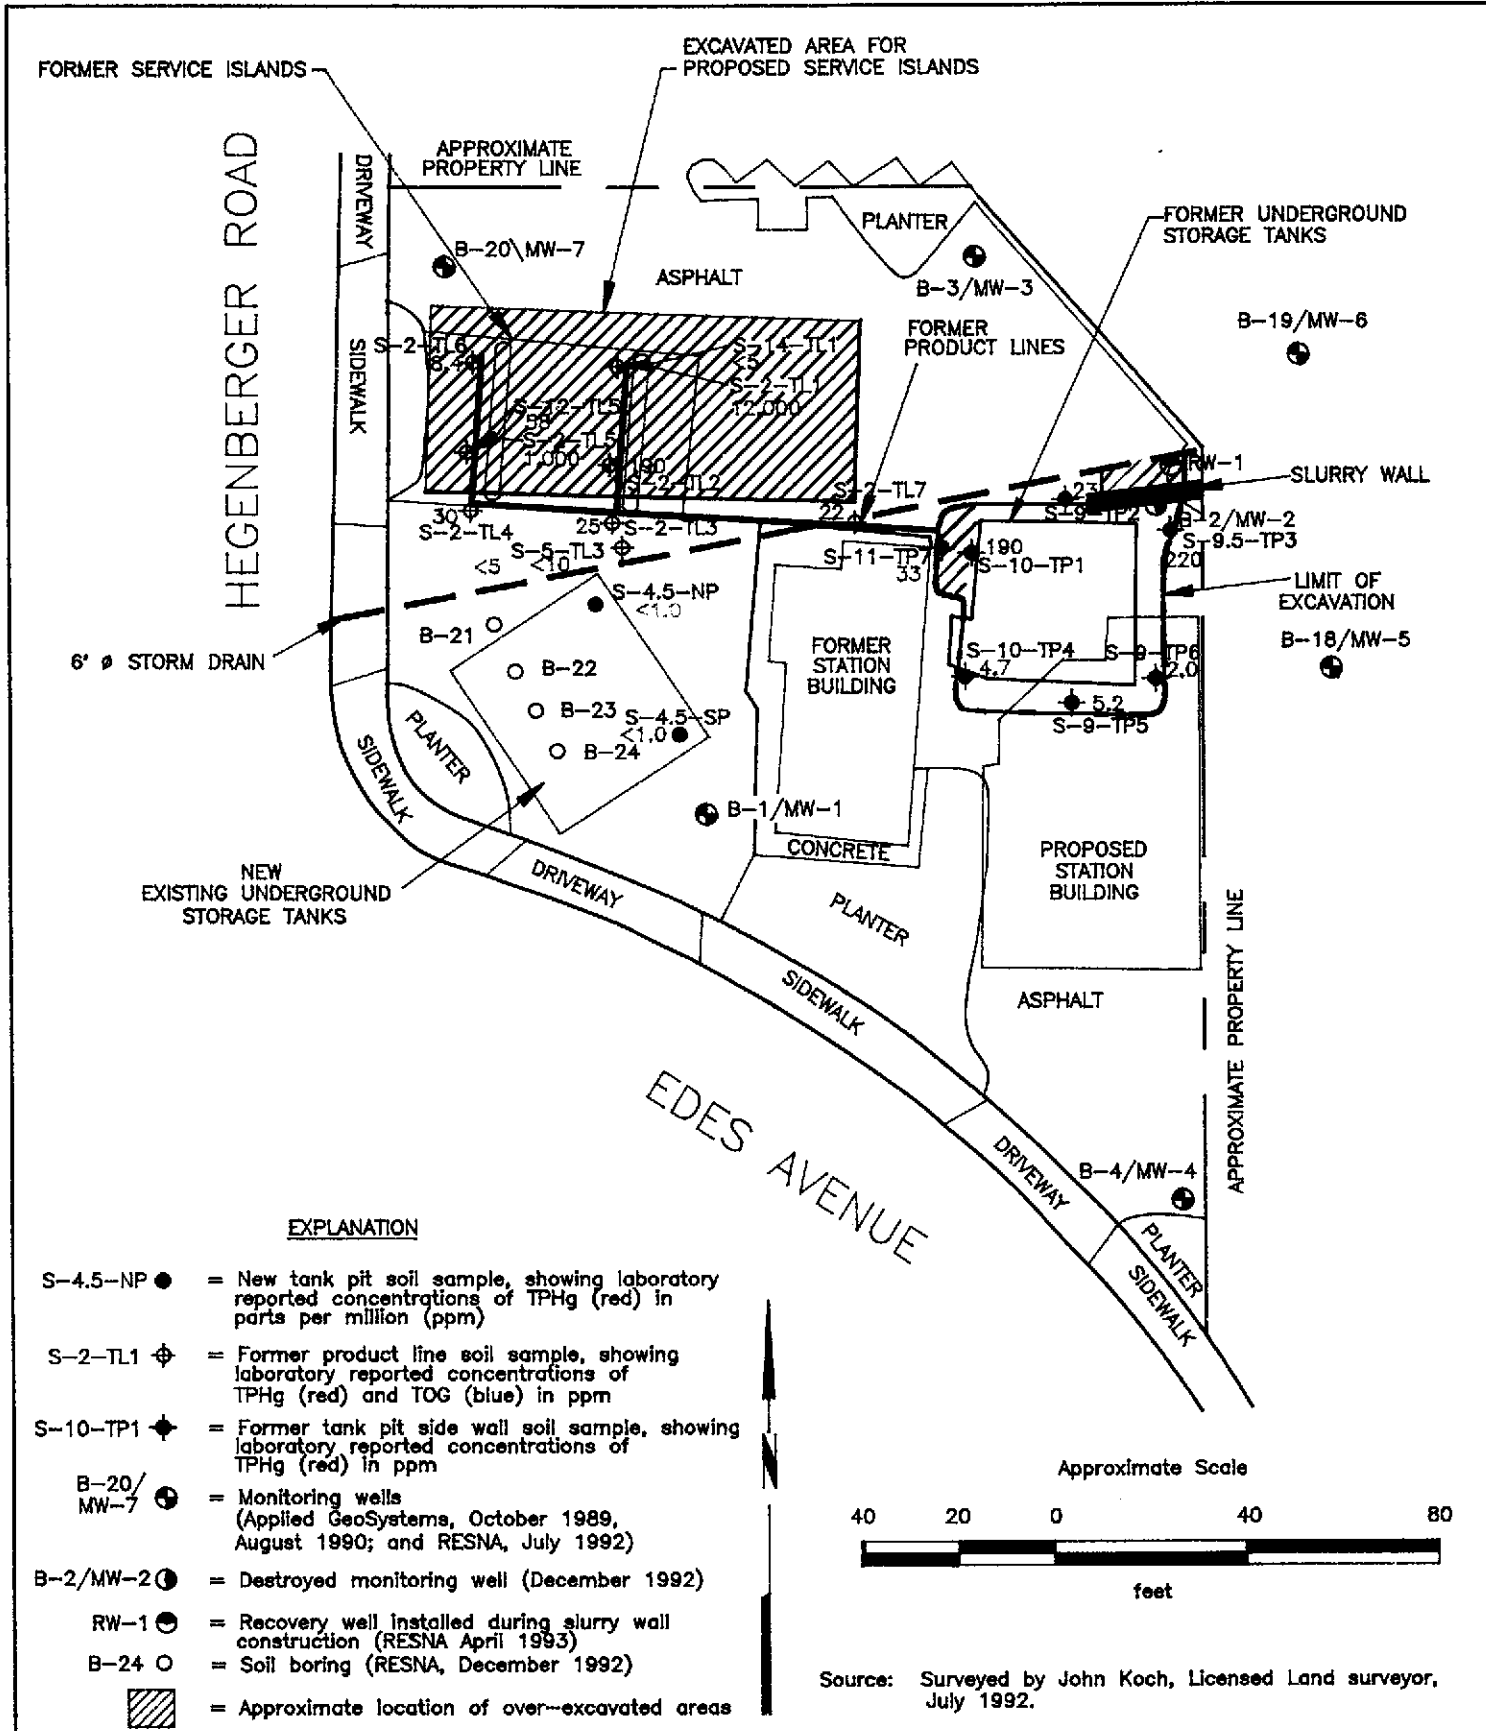 FORMER SERVICE ISLANDS
EXCAVATED AREA FOR
PROPOSED SERVICE ISLANDS
HEGENBERGER ROAD
DRIVEWAY
APPROXIMATE
PROPERTY LINE
PLANTER
FORMER UNDERGROUND
STORAGE TANKS
B-20\MW-7
ASPHALT
B-3/MW-3
B-19/MW-6
FORMER
PRODUCT LINES
SIDEWALK
S-2-TL6
8.4
S-14-TL1
<5
S-2-TL1
12,000
S-12-TL5
58
S-2-TL5
1,000
190
S-2-TL2
S-2-TL7
22
RW-1
SLURRY WALL
23
S-9-TP2
B-2/MW-2
S-9.5-TP3
220
30
S-2-TL4
25
S-2-TL3
S-5-TL3
<5
<10
S-11-TP7
33
190
S-10-TP1
LIMIT OF
EXCAVATION
S-4.5-NP
<1.0
B-21
6' Ø STORM DRAIN
B-22
B-23
B-24
S-4.5-SP
<1.0
FORMER
STATION
BUILDING
S-10-TP4
4.7
S-9-TP6
2.0
5.2
S-9-TP5
B-18/MW-5
PLANTER
SIDEWALK
B-1/MW-1
CONCRETE
NEW
EXISTING UNDERGROUND
STORAGE TANKS
DRIVEWAY
PLANTER
PROPOSED
STATION
BUILDING
APPROXIMATE PROPERTY LINE
SIDEWALK
ASPHALT
EDES AVENUE
DRIVEWAY
B-4/MW-4
PLANTER
SIDEWALK
EXPLANATION
S-4.5-NP = New tank pit soil sample, showing laboratory
reported concentrations of TPHg (red) in
parts per million (ppm)
S-2-TL1 = Former product line soil sample, showing
laboratory reported concentrations of
TPHg (red) and TOG (blue) in ppm
S-10-TP1 = Former tank pit side wall soil sample, showing
laboratory reported concentrations of
TPHg (red) in ppm
B-20/
MW-7 = Monitoring wells
(Applied GeoSystems, October 1989,
August 1990; and RESNA, July 1992)
B-2/MW-2 = Destroyed monitoring well (December 1992)
RW-1 = Recovery well installed during slurry wall
construction (RESNA April 1993)
B-24 = Soil boring (RESNA, December 1992)
= Approximate location of over-excavated areas
Approximate Scale
40 20 0 40 80
feet
Source: Surveyed by John Koch, Licensed Land surveyor,
July 1992.